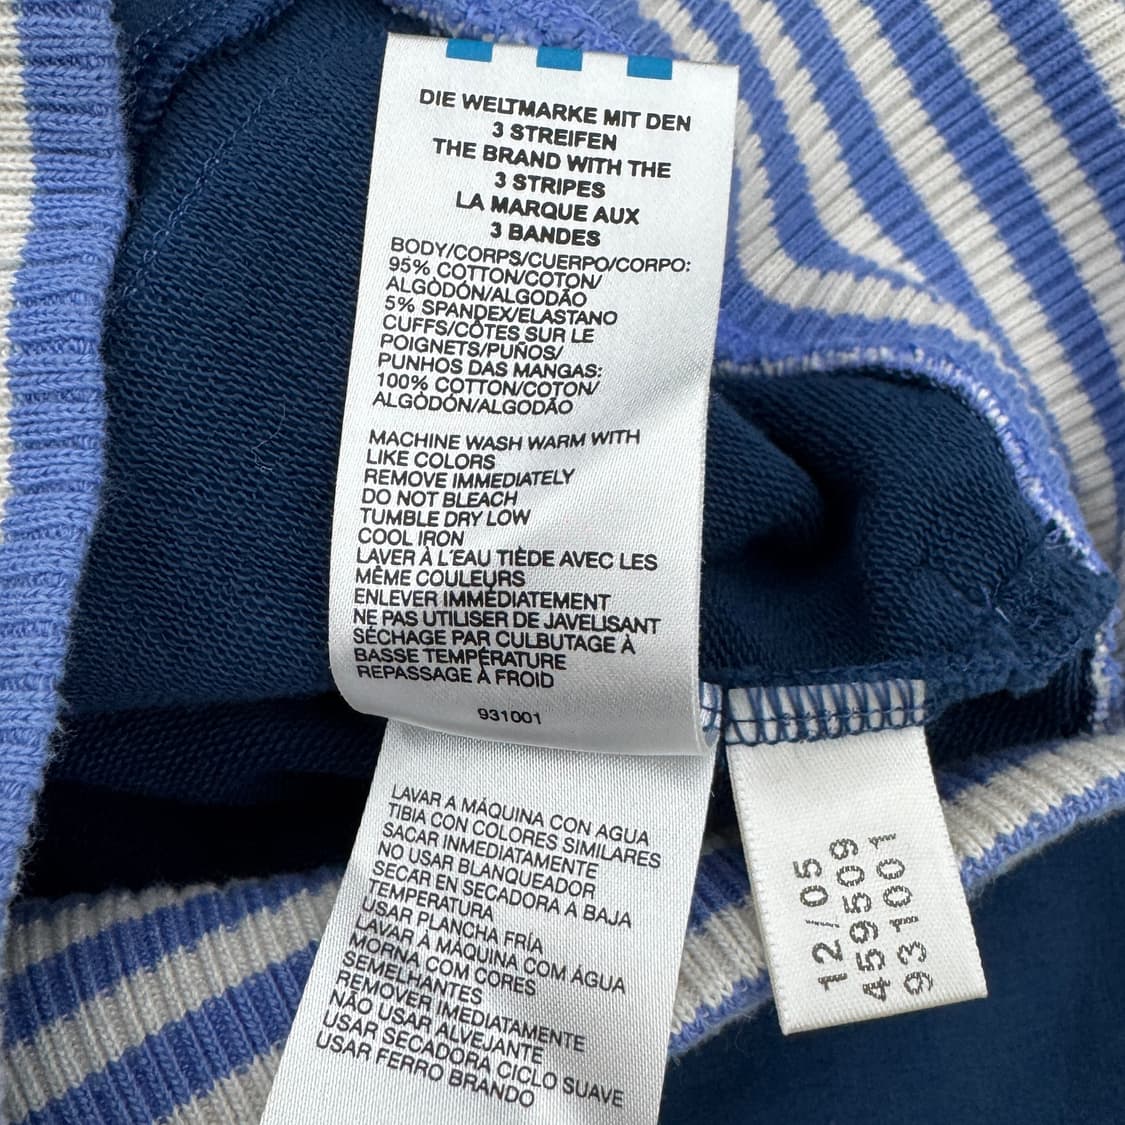 DIE WELTMARKE MIT DEN
3 STREIFEN
THE BRAND WITH THE
3 STRIPES
LA MARQUE AUX
3 BANDES
BODY/CORPS/CUERPO/CORPO:
95% COTTON/COTON/
ALGODÓN/ALGODÃO
5% SPANDEX/ELASTANO
CUFFS/CÔTES SUR LE
POIGNETS/PUÑOS/
PUNHOS DAS MANGAS:
100% COTTON/COTON/
ALGODÓN/ALGODÃO
MACHINE WASH WARM WITH
LIKE COLORS
REMOVE IMMEDIATELY
DO NOT BLEACH
TUMBLE DRY LOW
COOL IRON
LAVER À L'EAU TIÈDE AVEC LES
MÊME COULEURS
ENLEVER IMMÉDIATEMENT
NE PAS UTILISER DE JAVELISANT
SÉCHAGE PAR CULBUTAGE À
BASSE TEMPÉRATURE
REPASSAGE À FROID
931001
LAVAR A MÁQUINA CON AGUA
TIBIA CON COLORES SIMILARES
SACAR INMEDIATAMENTE
NO USAR BLANQUEADOR
SECAR EN SECADORA A BAJA
TEMPERATURA
USAR PLANCHA FRÍA
LAVAR À MÁQUINA COM AGUA
MORNA COM CORES
SEMELHANTES
REMOVER IMEDIATAMENTE
NÃO USAR ALVEJANTE
USAR SECADORA CICLO SUAVE
USAR FERRO BRANDO
12/05
459509
931001